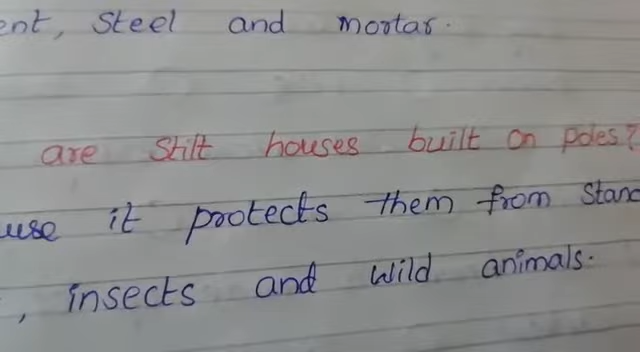 ent, steel and mortar.
are stilt houses built on poles?
use it protects them from stand
, insects and wild animals.